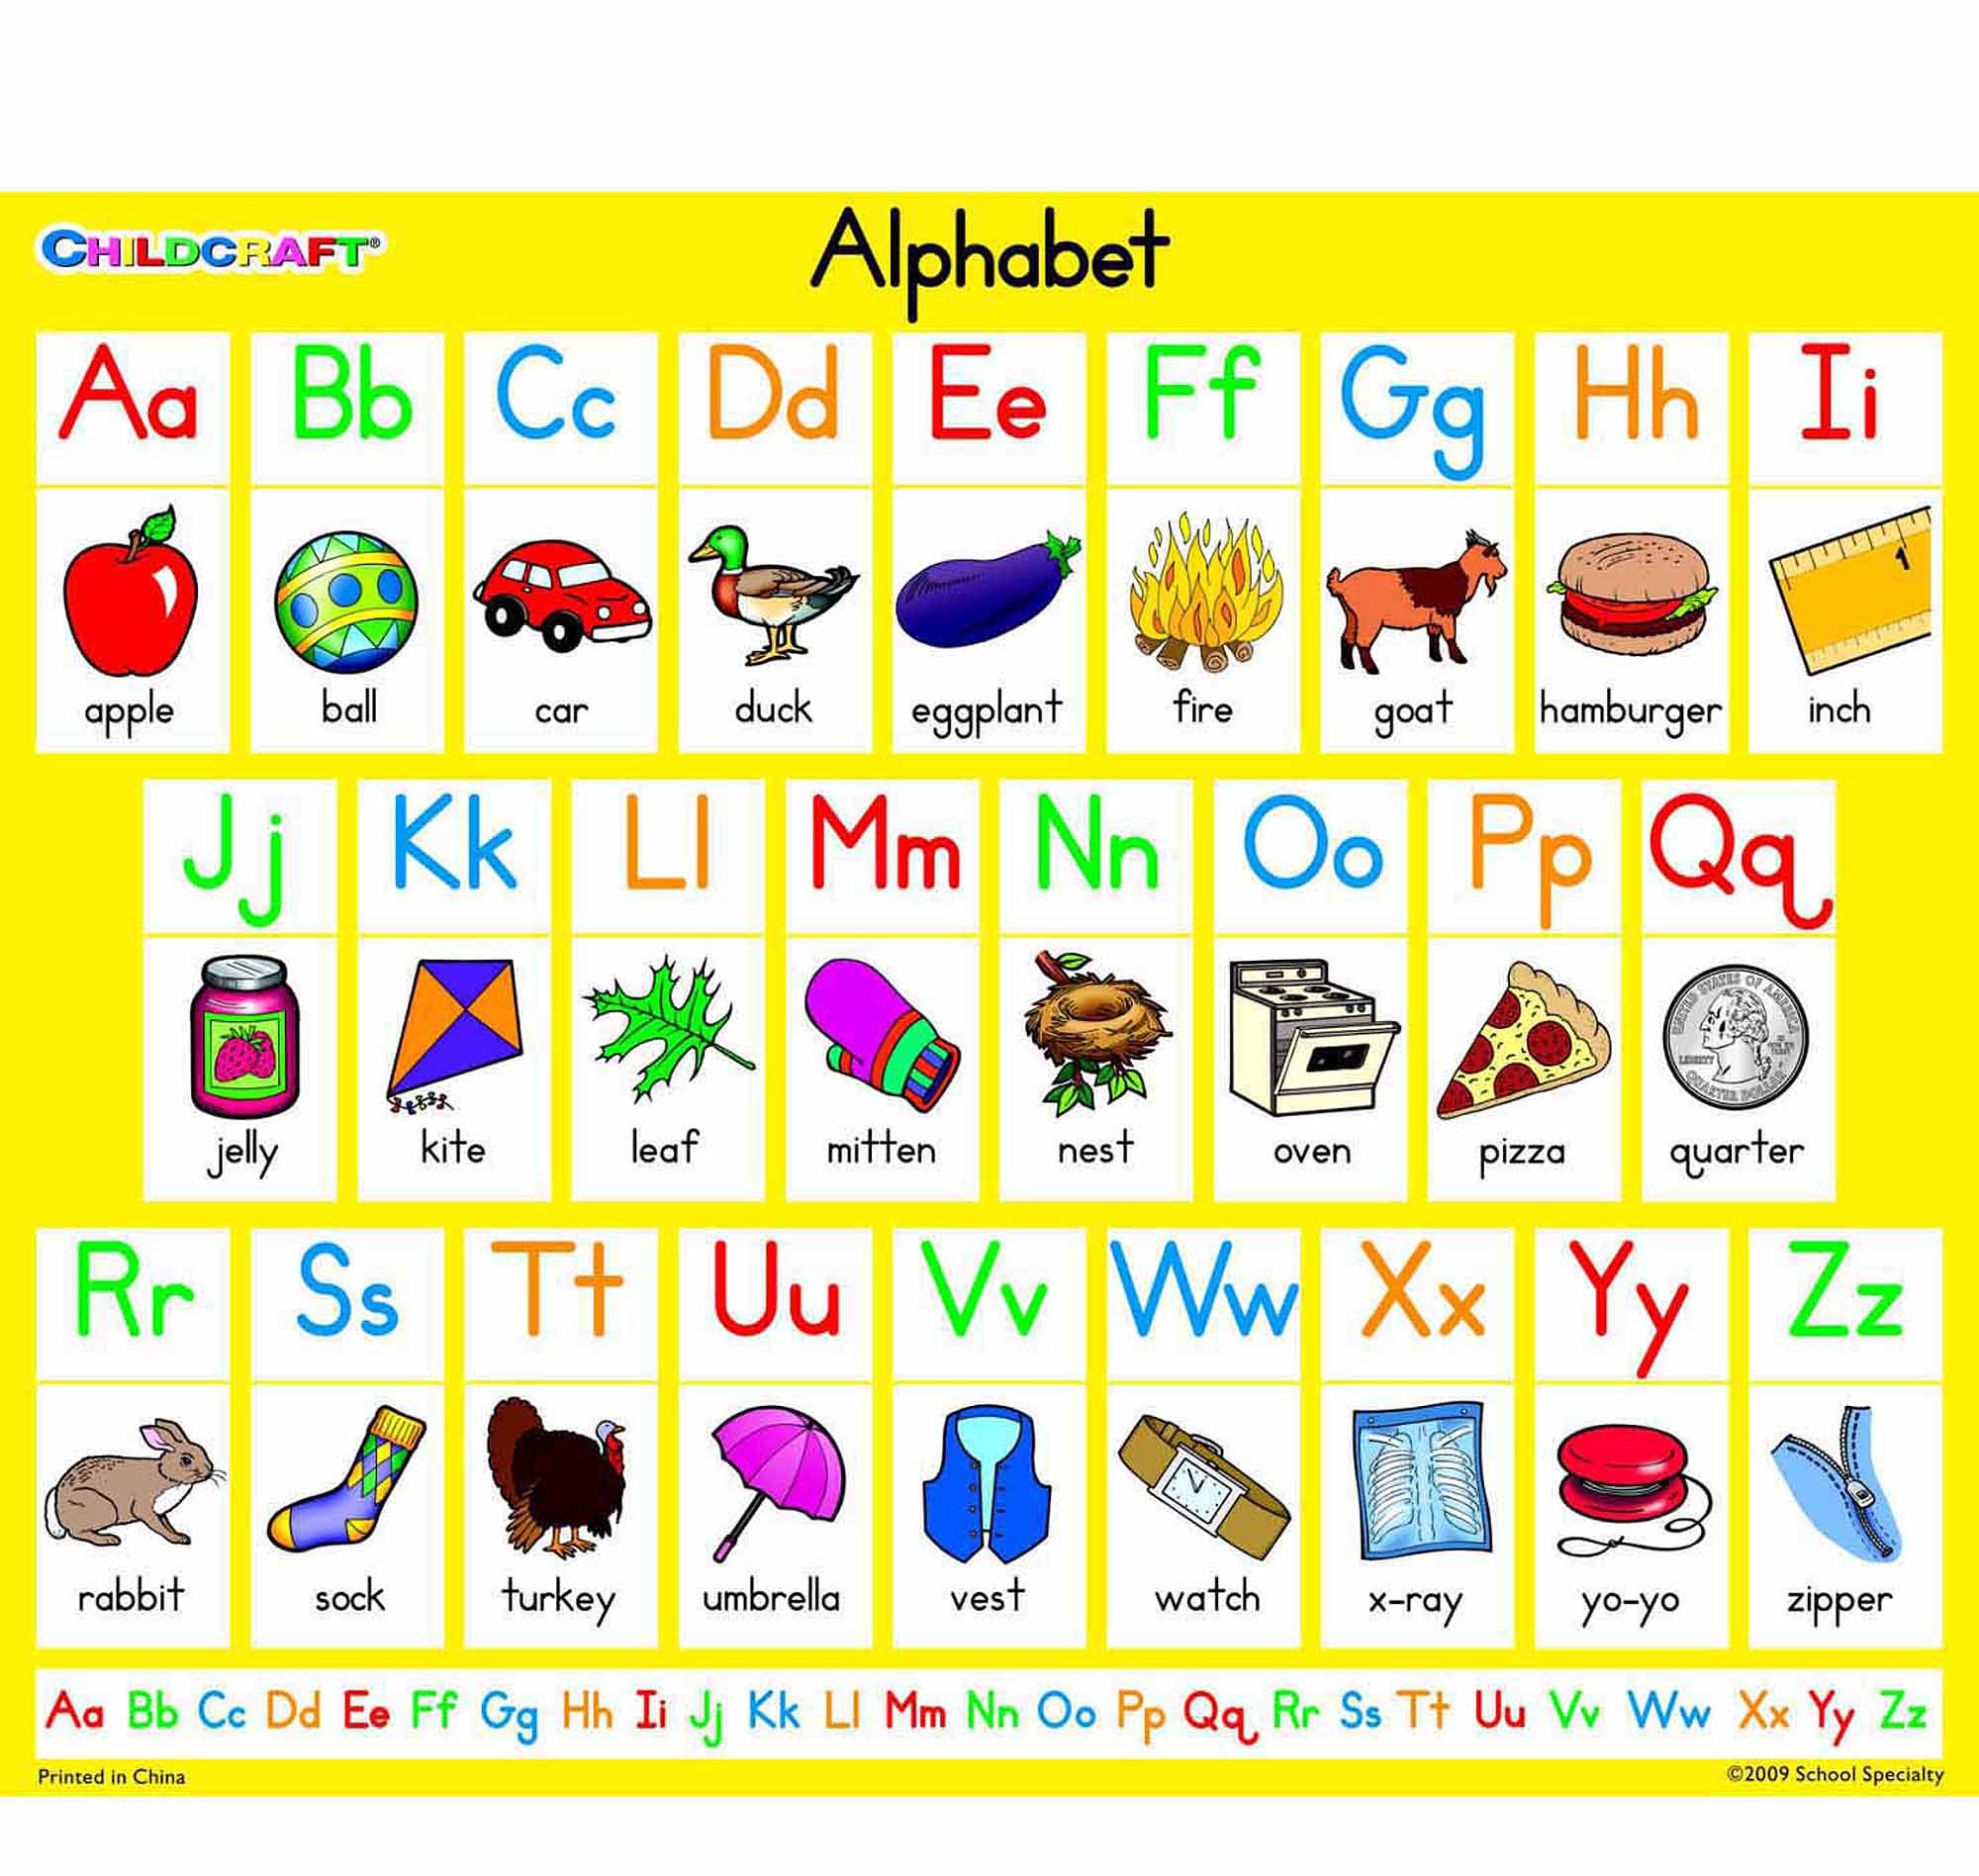 CHILDCRAFT®
Alphabet
Aa Bb Cc Dd Ee Ff Gg Hh Ii
1
apple ball car duck eggplant fire goat hamburger inch
Jj Kk Ll Mm Nn Oo Pp Qq
UNITED STATES OF AMERICA
LIBERTY
QUARTER DOLLAR
jelly kite leaf mitten nest oven pizza quarter
Rr Ss Tt Uu Vv Ww Xx Yy Zz
rabbit sock turkey umbrella vest watch x-ray yo-yo zipper
Aa Bb Cc Dd Ee Ff Gg Hh Ii Jj Kk Ll Mm Nn Oo Pp Qq Rr Ss Tt Uu Vv Ww Xx Yy Zz
Printed in China ©2009 School Specialty